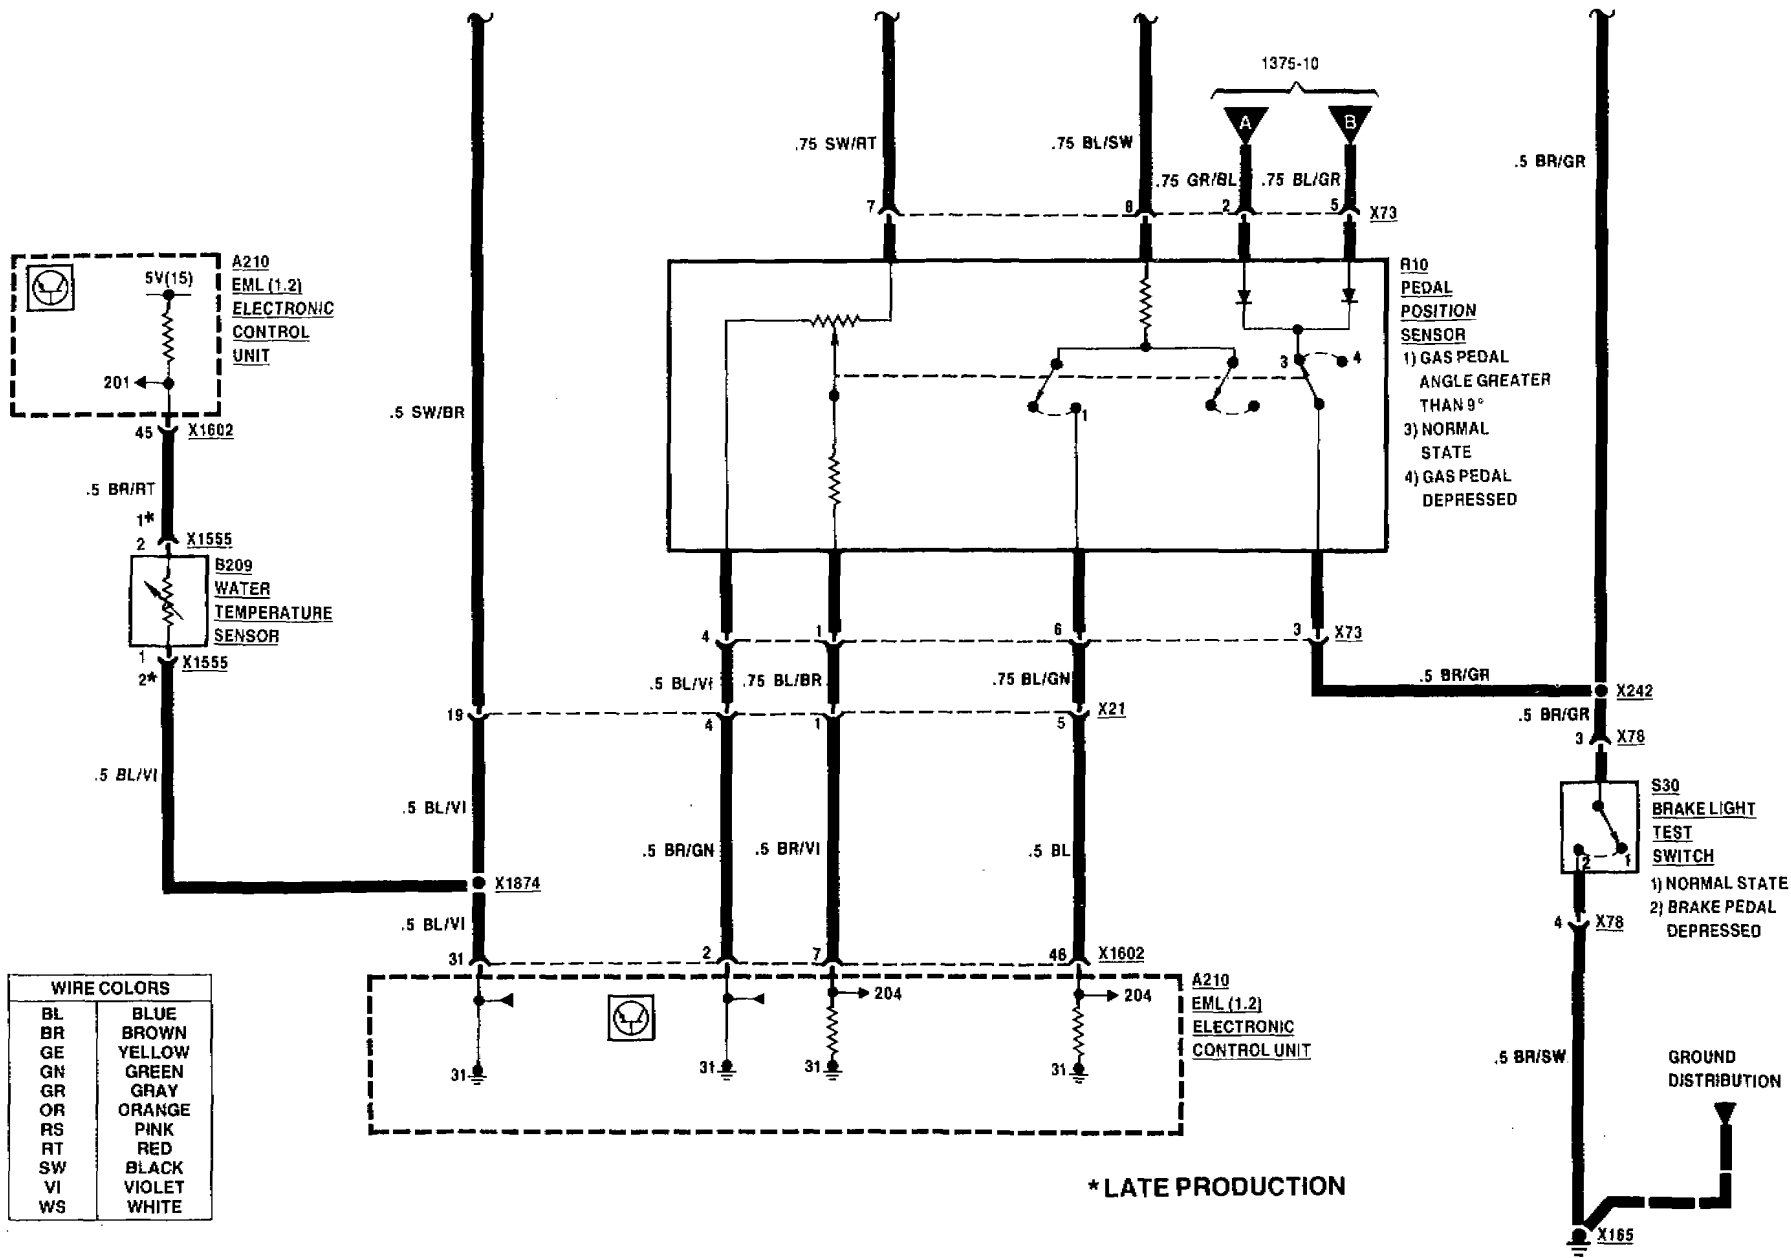 1375-10
A
B
.75 SW/RT
.75 BL/SW
.5 BR/GR
.75 GR/BL
.75 BL/GR
7
8
2
5
X73
A210
EML (1.2)
ELECTRONIC
CONTROL
UNIT
5V(15)
201
45
X1602
.5 BR/RT
1*
2
X1555
B209
WATER
TEMPERATURE
SENSOR
1
X1555
2*
.5 BL/VI
.5 SW/BR
R10
PEDAL
POSITION
SENSOR
1) GAS PEDAL
ANGLE GREATER
THAN 9°
3) NORMAL
STATE
4) GAS PEDAL
DEPRESSED
3
4
1
4
1
6
3
X73
.5 BL/VI
.75 BL/BR
.75 BL/GN
.5 BR/GR
X242
.5 BR/GR
3
X78
19
4
1
5
X21
S30
BRAKE LIGHT
TEST
SWITCH
2
1
1) NORMAL STATE
2) BRAKE PEDAL
DEPRESSED
4
X78
.5 BL/VI
.5 BR/GN
.5 BR/VI
.5 BL
X1874
.5 BL/VI
31
2
7
46
X1602
A210
EML (1.2)
ELECTRONIC
CONTROL UNIT
204
204
31
31
31
31
.5 BR/SW
GROUND
DISTRIBUTION
X165
WIRE COLORS
BL BLUE
BR BROWN
GE YELLOW
GN GREEN
GR GRAY
OR ORANGE
RS PINK
RT RED
SW BLACK
VI VIOLET
WS WHITE
*LATE PRODUCTION